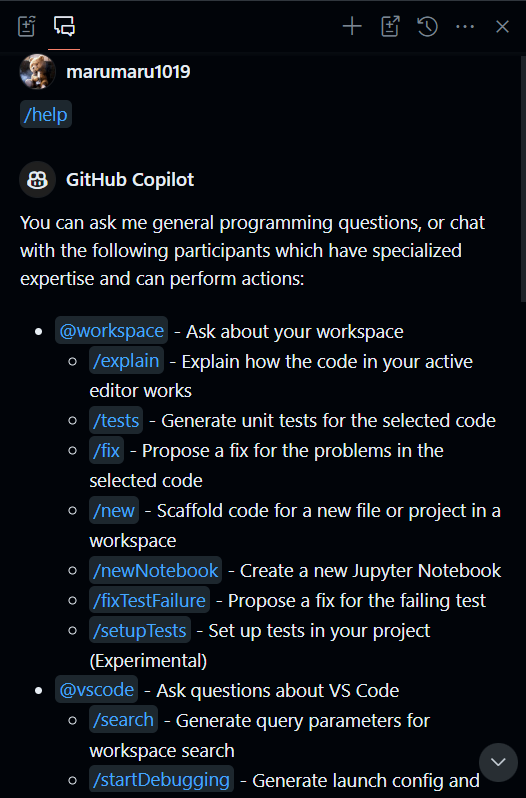 marumaru1019
/help
GitHub Copilot
You can ask me general programming questions, or chat
with the following participants which have specialized
expertise and can perform actions:
@workspace - Ask about your workspace
/explain - Explain how the code in your active
editor works
/tests - Generate unit tests for the selected code
/fix - Propose a fix for the problems in the
selected code
/new - Scaffold code for a new file or project in a
workspace
/newNotebook - Create a new Jupyter Notebook
/fixTestFailure - Propose a fix for the failing test
/setupTests - Set up tests in your project
(Experimental)
@vscode - Ask questions about VS Code
/search - Generate query parameters for
workspace search
/startDebugging - Generate launch config and